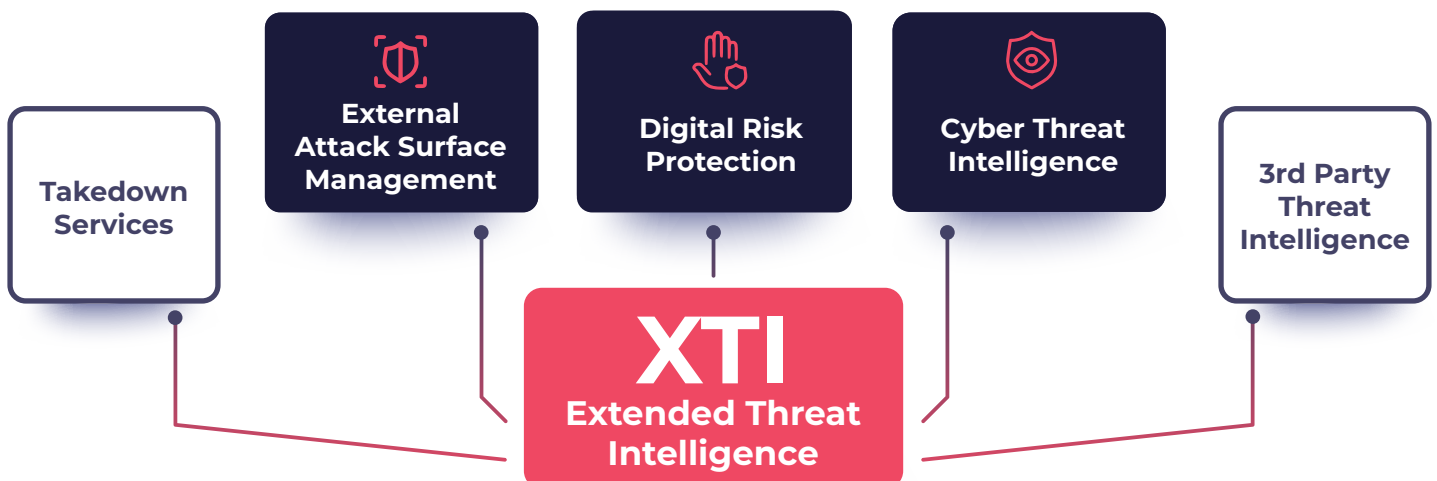 Takedown
Services
External
Attack Surface
Management
Digital Risk
Protection
Cyber Threat
Intelligence
3rd Party
Threat
Intelligence
XTI
Extended Threat
Intelligence